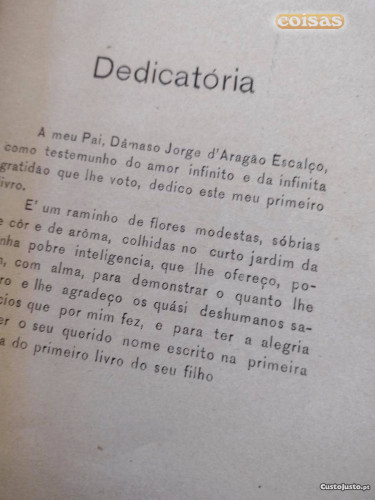 coisas
Dedicatória
A meu Pai, Dámaso Jorge d'Aragão Escalço,
como testemunho do amor infinito e da infinita
gratidão que lhe voto, dedico este meu primeiro
livro.
E' um raminho de flores modestas, sóbrias
e côr e de arôma, colhidas no curto jardim da
nha pobre inteligencia, que lhe ofereço, po-
, com alma, para demonstrar o quanto lhe
ro e lhe agradeço os quási deshumanos sa-
cios que por mim fez, e para ter a alegria
er o seu querido nome escrito na primeira
a do primeiro livro do seu filho
CustoJusto.pt